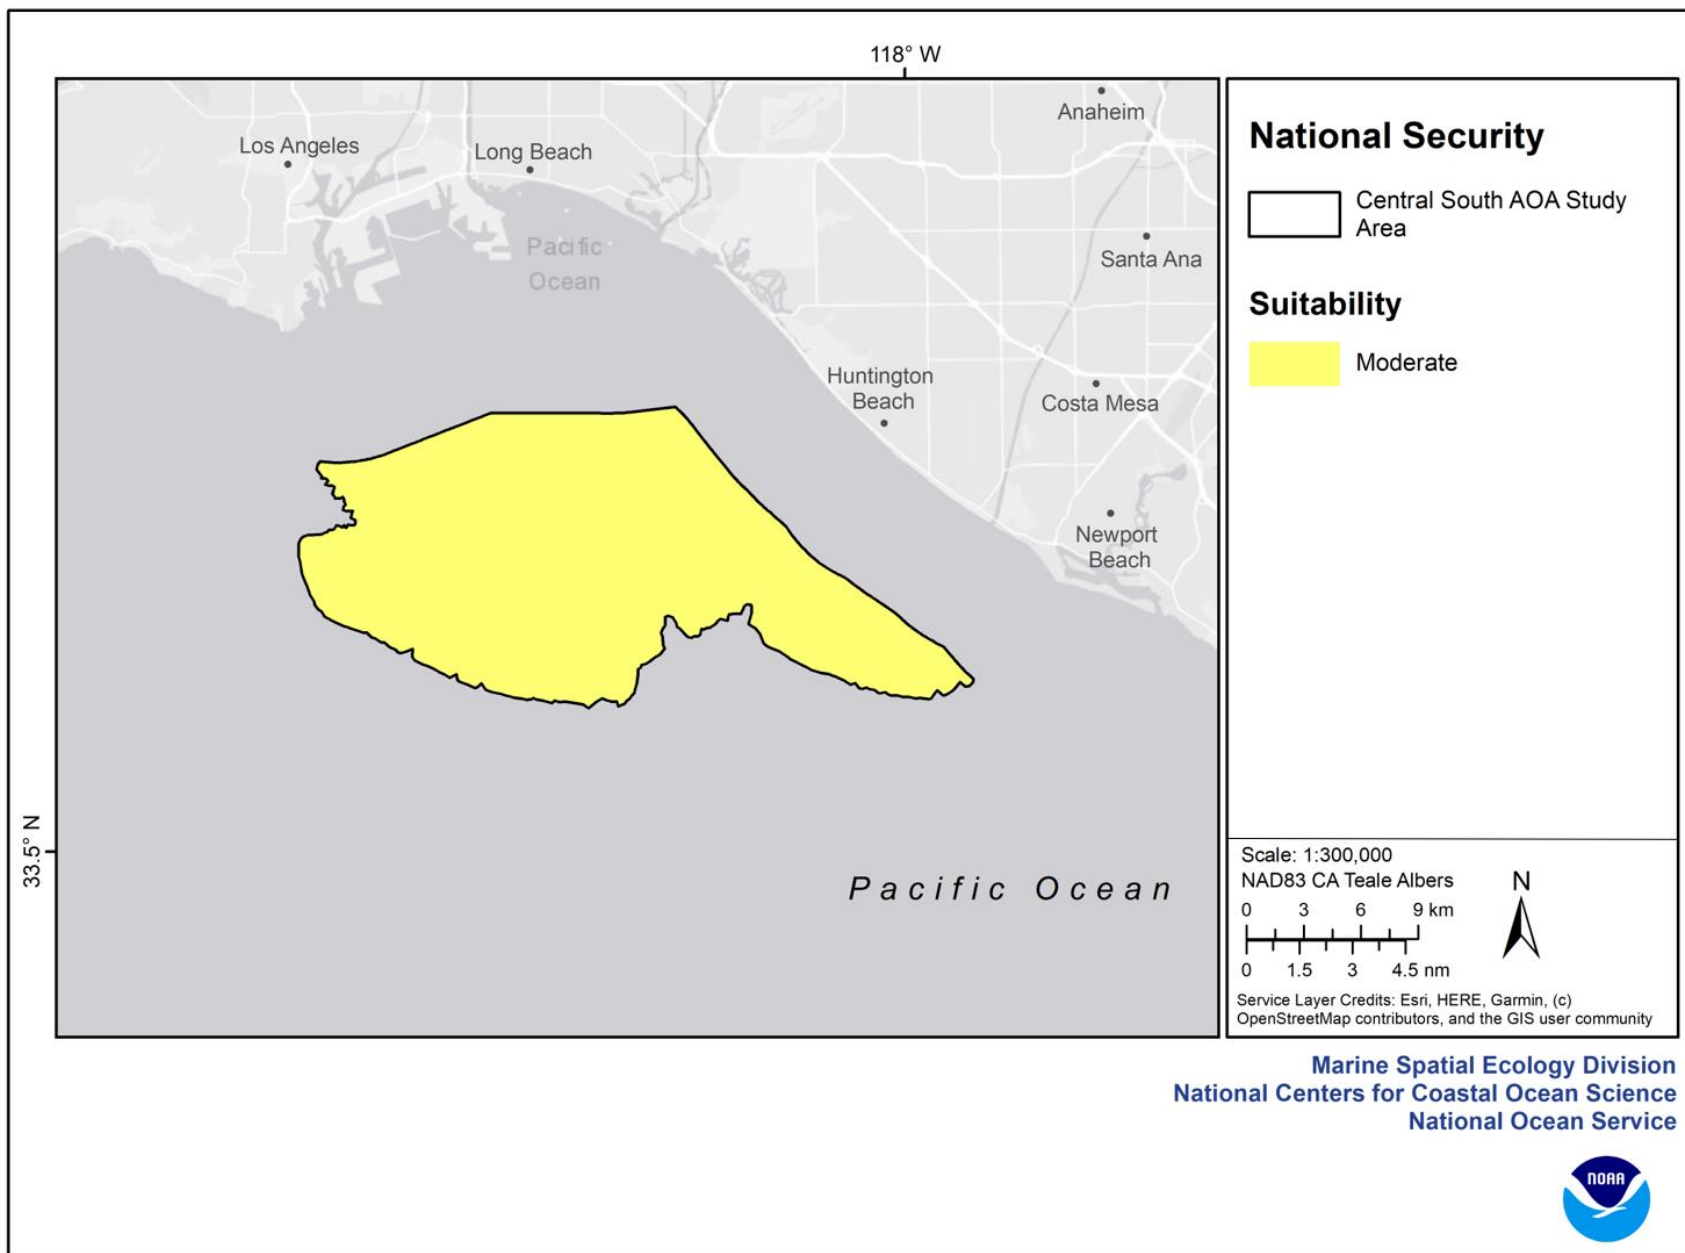 118° W
Anaheim
Los Angeles
Long Beach
Pacific
Ocean
Santa Ana
Huntington
Beach
Costa Mesa
Newport
Beach
33.5° N
Pacific Ocean
National Security
Central South AOA Study
Area
Suitability
Moderate
Scale: 1:300,000
NAD83 CA Teale Albers
0 3 6 9 km
0 1.5 3 4.5 nm
N
Service Layer Credits: Esri, HERE, Garmin, (c)
OpenStreetMap contributors, and the GIS user community
Marine Spatial Ecology Division
National Centers for Coastal Ocean Science
National Ocean Service
NOAA